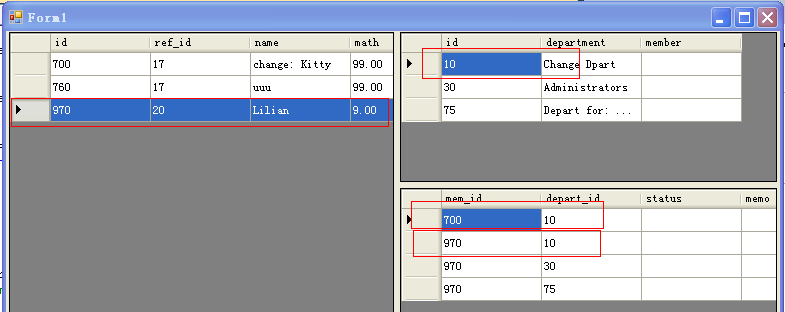 Form1
id ref_id name math
700 17 change: Kitty 99.00
760 17 uuu 99.00
970 20 Lilian 9.00
id department member
10 Change Dpart
30 Administrators
75 Depart for: ...
mem_id depart_id status memo
700 10
970 10
970 30
970 75